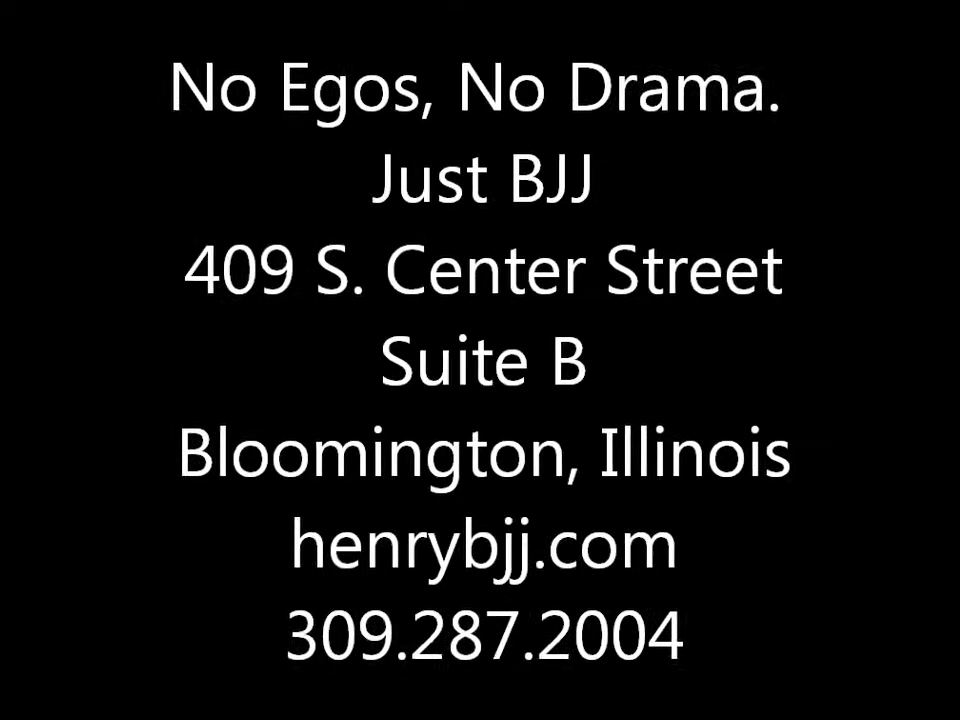 No Egos, No Drama.
Just BJJ
409 S. Center Street
Suite B
Bloomington, Illinois
henrybjj.com
309.287.2004